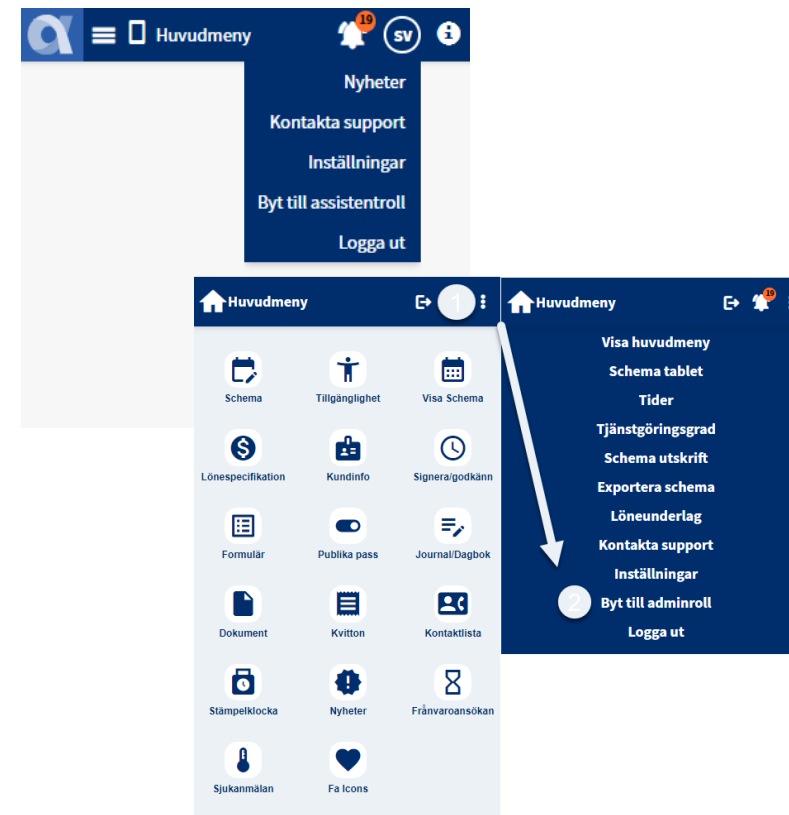 Huvudmeny
19
sv
Nyheter
Kontakta support
Inställningar
Byt till assistentroll
Logga ut
Huvudmeny
1
Schema
Tillgänglighet
Visa Schema
Lönespecifikation
Kundinfo
Signera/godkänn
Formulär
Publika pass
Journal/Dagbok
Dokument
Kvitton
Kontaktlista
Stämpelklocka
Nyheter
Frånvaroansökan
Sjukanmälan
Fa Icons
Huvudmeny
19
Visa huvudmeny
Schema tablet
Tider
Tjänstgöringsgrad
Schema utskrift
Exportera schema
Löneunderlag
Kontakta support
Inställningar
2 Byt till adminroll
Logga ut